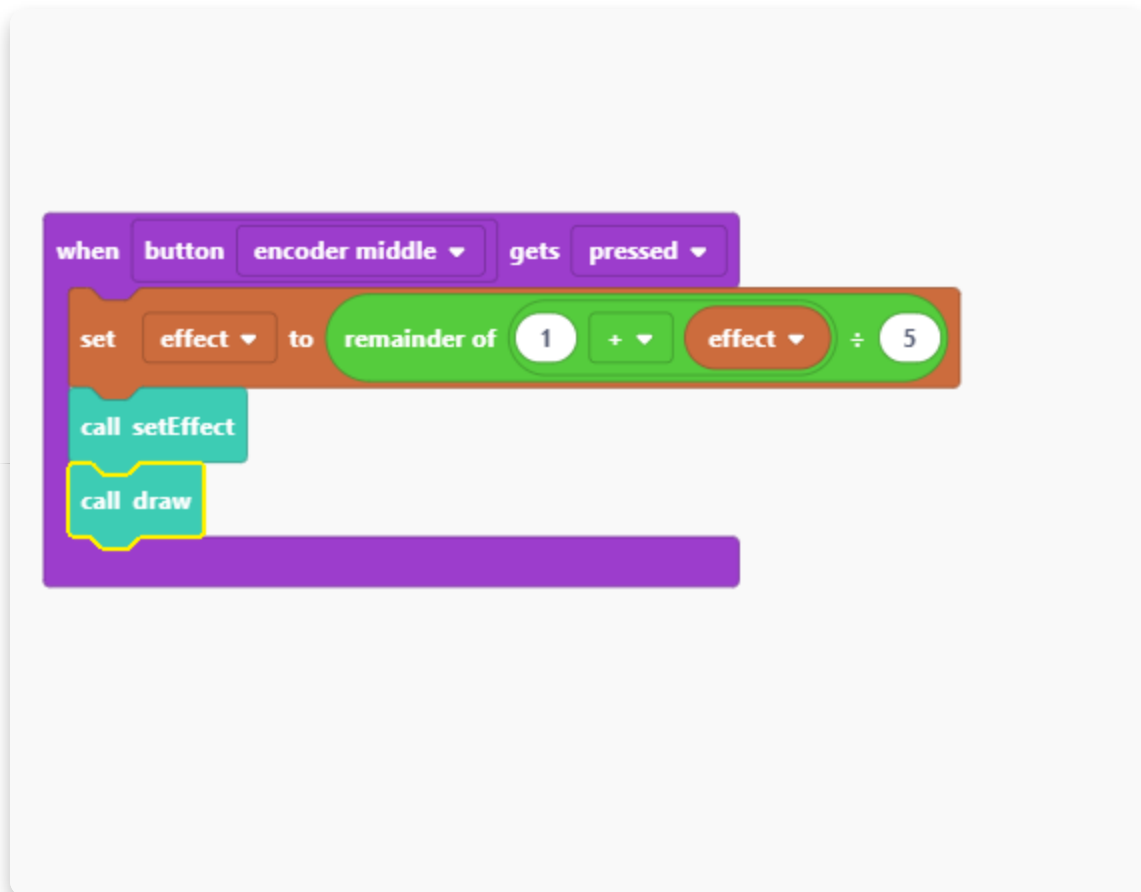 when button encoder middle gets pressed
set effect to remainder of 1 + effect ÷ 5
call setEffect
call draw